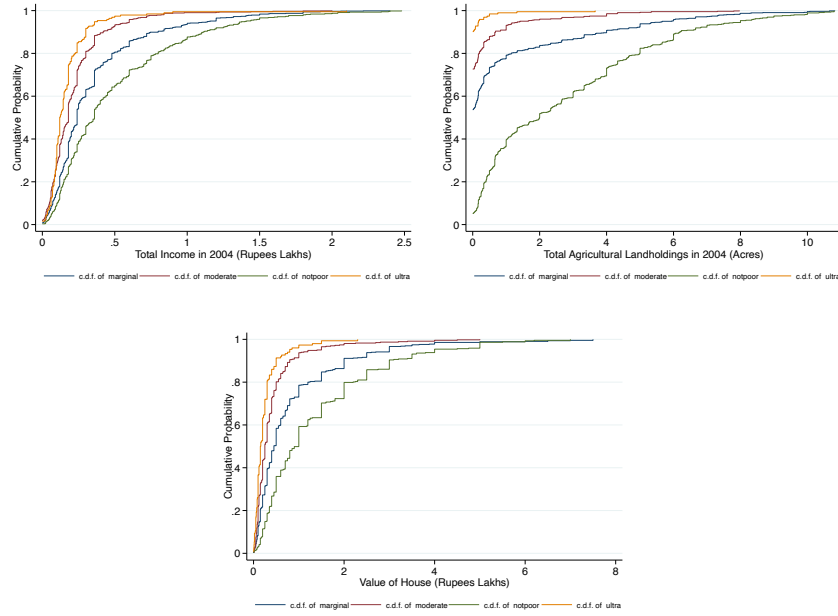 Cumulative Probability
1
.8
.6
.4
.2
0
0 .5 1 1.5 2 2.5
Total Income in 2004 (Rupees Lakhs)
c.d.f. of marginal c.d.f. of moderate c.d.f. of notpoor c.d.f. of ultra
Cumulative Probability
1
.8
.6
.4
.2
0
0 2 4 6 8 10
Total Agricultural Landholdings in 2004 (Acres)
c.d.f. of marginal c.d.f. of moderate c.d.f. of notpoor c.d.f. of ultra
Cumulative Probability
1
.8
.6
.4
.2
0
0 2 4 6 8
Value of House (Rupees Lakhs)
c.d.f. of marginal c.d.f. of moderate c.d.f. of notpoor c.d.f. of ultra